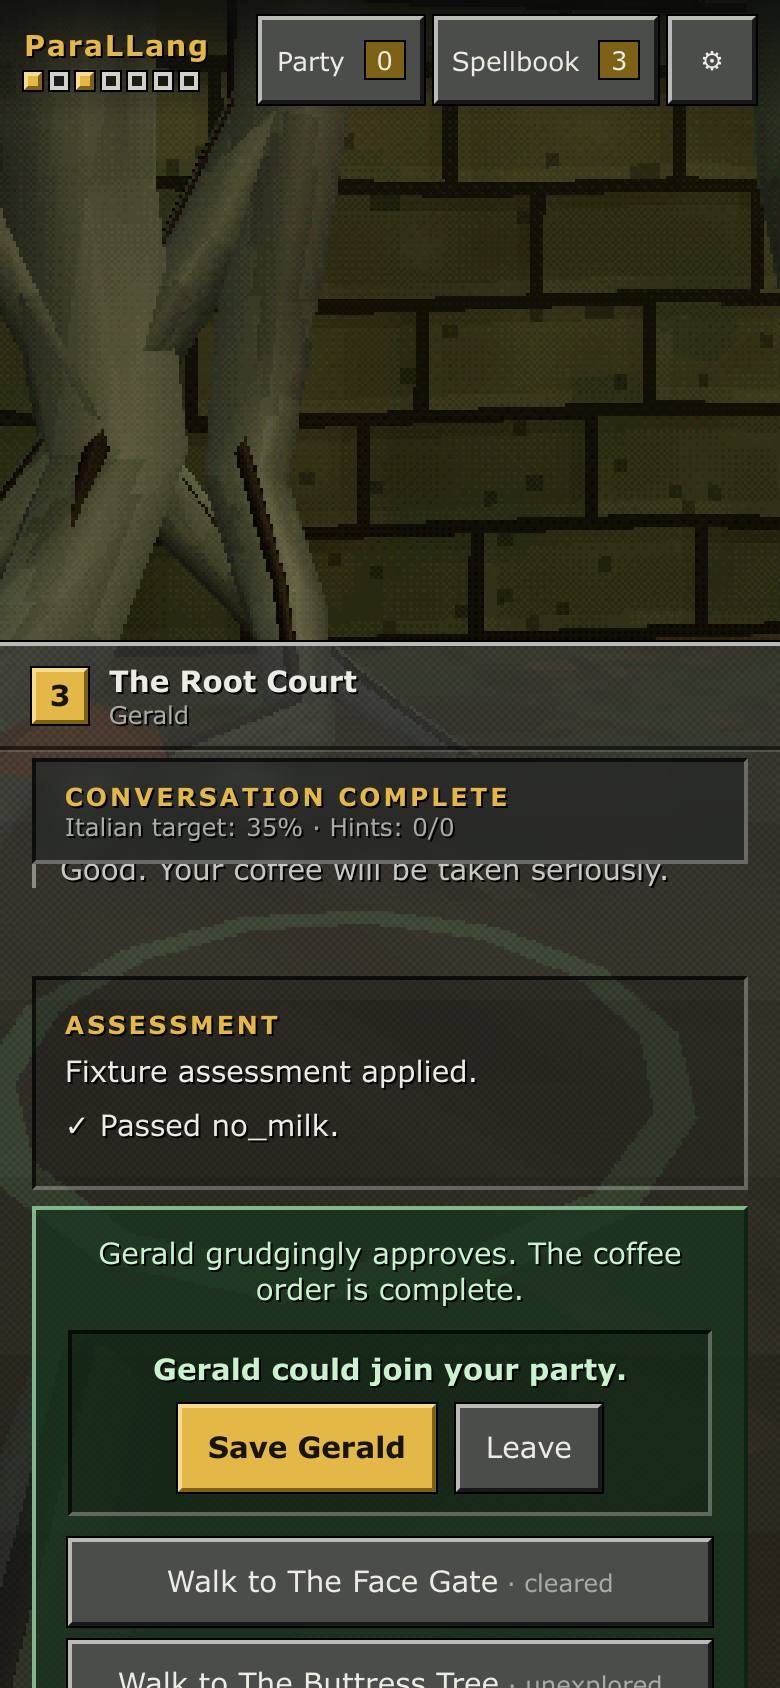 ParaLLang
Party 0
Spellbook 3
⚙
3
The Root Court
Gerald
CONVERSATION COMPLETE
Italian target: 35% · Hints: 0/0
Good. Your coffee will be taken seriously.
ASSESSMENT
Fixture assessment applied.
✓ Passed no_milk.
Gerald grudgingly approves. The coffee
order is complete.
Gerald could join your party.
Save Gerald
Leave
Walk to The Face Gate · cleared
Walk to The Buttress Tree · unexplored